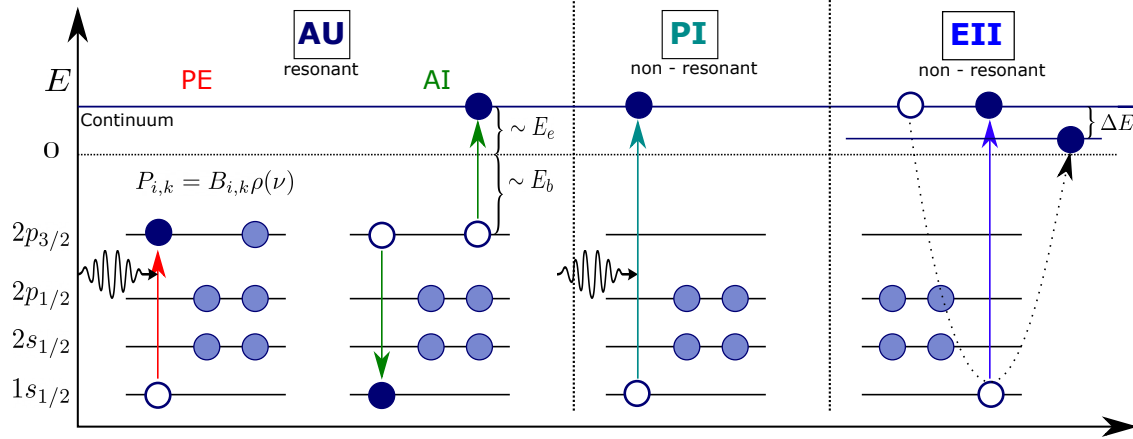 AU
resonant
PI
non - resonant
EII
non - resonant
E
PE
AI
Continuum
∼ E_e
ΔE
o
P_{i,k} = B_{i,k}ρ(ν)
∼ E_b
2p_{3/2}
2p_{1/2}
2s_{1/2}
1s_{1/2}